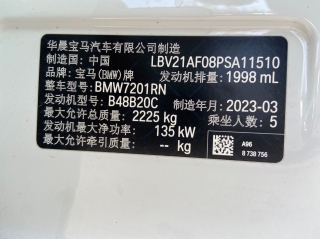 华晨宝马汽车有限公司制造
制造国: 中国 LBV21AF08PSA11510
品牌: 宝马(BMW)牌 发动机排量: 1998 mL
整车型号: BMW7201RN
发动机型号: B48B20C 制造年月: 2023-03
最大允许总质量: 2225 kg 乘坐人数: 5
发动机最大净功率: 135 kW
最大允许牵引质量: -- kg A96
8 738 756